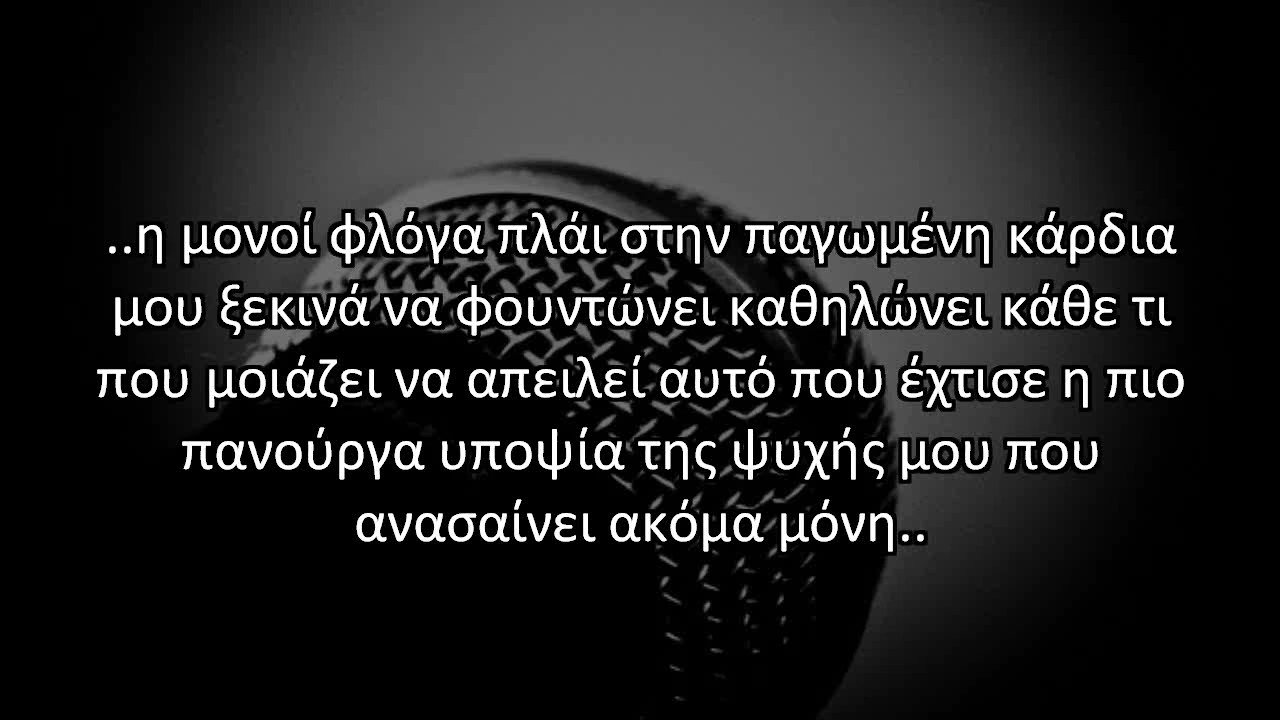 ..η μονοί φλόγα πλάι στην παγωμένη κάρδια
μου ξεκινά να φουντώνει καθηλώνει κάθε τι
που μοιάζει να απειλεί αυτό που έχτισε η πιο
πανούργα υποψία της ψυχής μου που
ανασαίνει ακόμα μόνη..